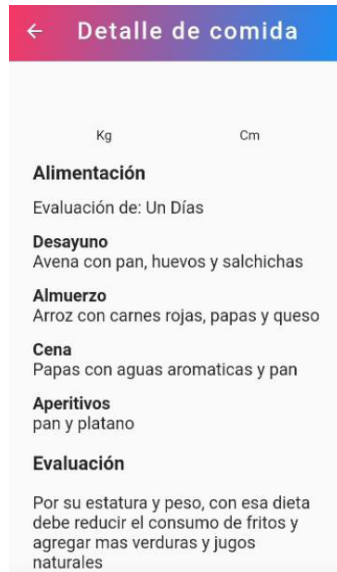 Detalle de comida
Kg Cm
Alimentación
Evaluación de: Un Días
Desayuno
Avena con pan, huevos y salchichas
Almuerzo
Arroz con carnes rojas, papas y queso
Cena
Papas con aguas aromaticas y pan
Aperitivos
pan y platano
Evaluación
Por su estatura y peso, con esa dieta
debe reducir el consumo de fritos y
agregar mas verduras y jugos
naturales